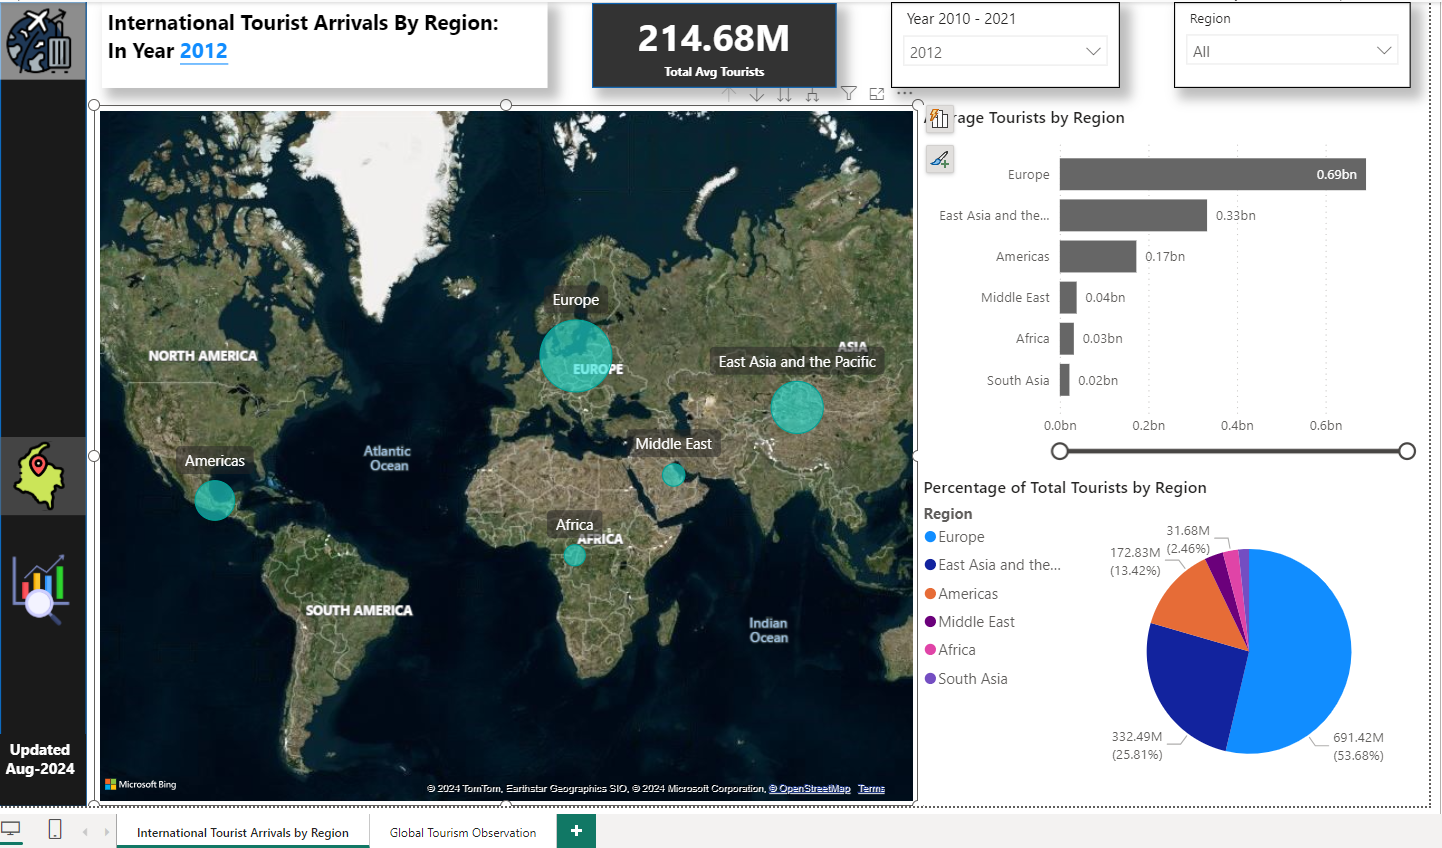 International Tourist Arrivals By Region:
In Year 2012
214.68M
Total Avg Tourists
Year 2010 - 2021
2012
Region
All
Updated
Aug-2024
NORTH AMERICA
Americas
Atlantic
Ocean
SOUTH AMERICA
Europe
EUROPE
ASIA
East Asia and the Pacific
Middle East
Africa
AFRICA
Indian
Ocean
Microsoft Bing
© 2024 TomTom, Earthstar Geographics SIO, © 2024 Microsoft Corporation, © OpenStreetMap Terms
rage Tourists by Region
Europe 0.69bn
East Asia and the... 0.33bn
Americas 0.17bn
Middle East 0.04bn
Africa 0.03bn
South Asia 0.02bn
0.0bn 0.2bn 0.4bn 0.6bn
Percentage of Total Tourists by Region
Region
Europe
East Asia and the...
Americas
Middle East
Africa
South Asia
31.68M
(2.46%)
172.83M
(13.42%)
332.49M
(25.81%)
691.42M
(53.68%)
International Tourist Arrivals by Region
Global Tourism Observation
+